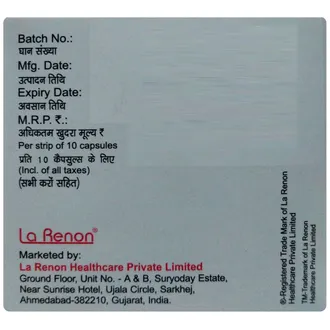 Batch No.:
घान संख्या
Mfg. Date:
उत्पादन तिथि
Expiry Date:
अवसान तिथि
M.R.P. ₹.:
अधिकतम खुदरा मूल्य ₹
Per strip of 10 capsules
प्रति 10 कैपसुल्स के लिए
(Incl. of all taxes)
(सभी करों सहित)
La Renon®
Marketed by:
La Renon Healthcare Private Limited
Ground Floor, Unit No. - A & B, Suryoday Estate,
Near Sunrise Hotel, Ujala Circle, Sarkhej,
Ahmedabad-382210, Gujarat, India.
®-Registered Trade Mark of La Renon
Healthcare Private Limited.
TM-Trademark of La Renon
Healthcare Private Limited.